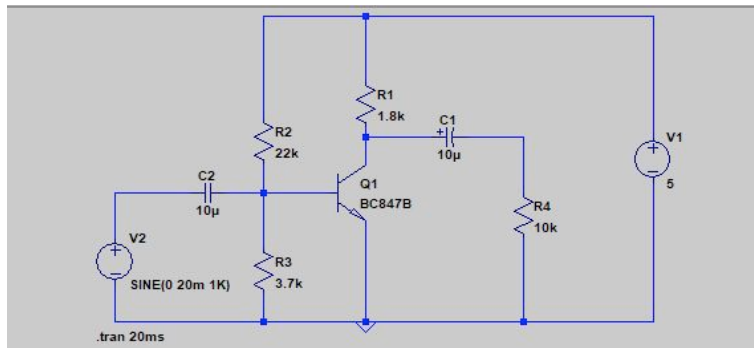 R1
1.8k
C1
10µ
R2
22k
V1
5
C2
10µ
Q1
BC847B
R4
10k
V2
SINE(0 20m 1K)
R3
3.7k
.tran 20ms